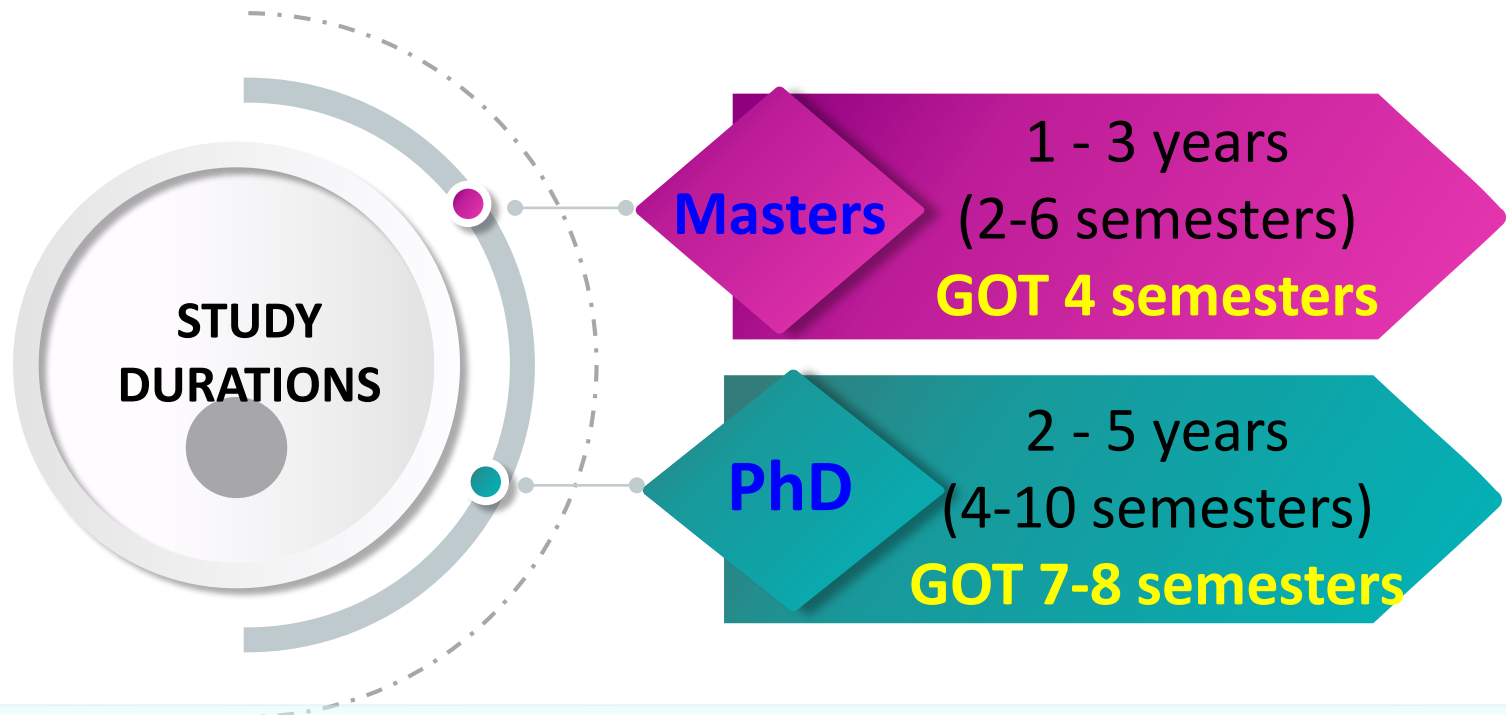 STUDY
DURATIONS
Masters
1 - 3 years
(2-6 semesters)
GOT 4 semesters
PhD
2 - 5 years
(4-10 semesters)
GOT 7-8 semesters